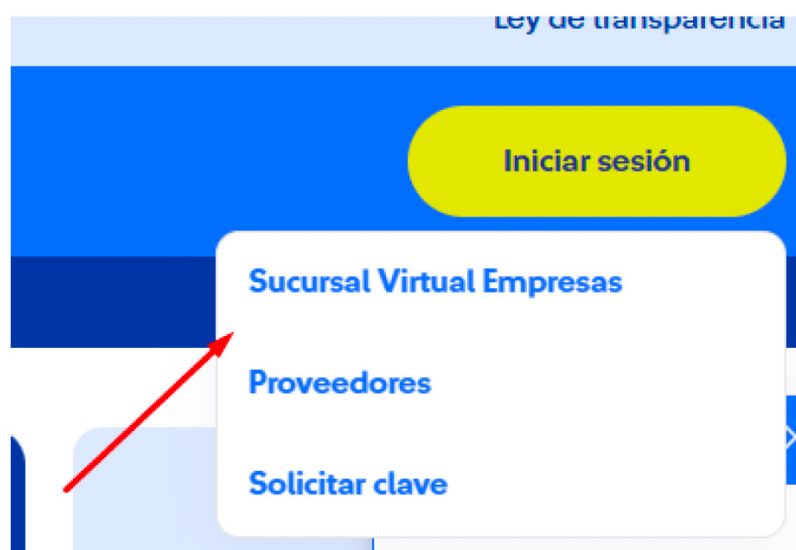 Ley de transparencia
Iniciar sesión
Sucursal Virtual Empresas
Proveedores
Solicitar clave